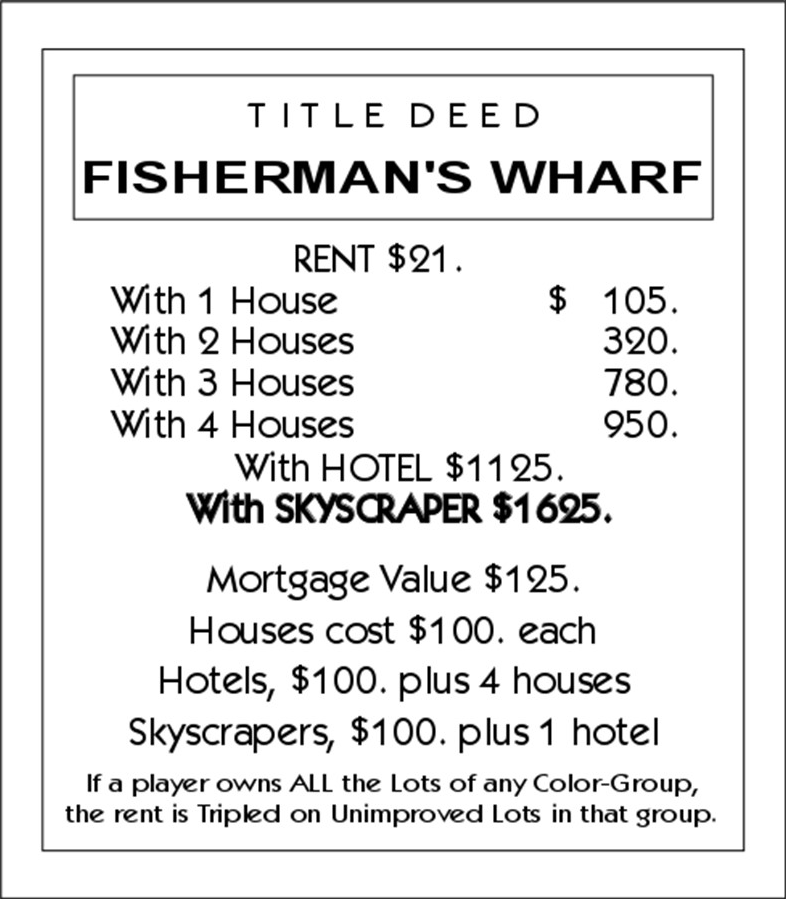 TITLE DEED
FISHERMAN'S WHARF
RENT $21.
With 1 House $ 105.
With 2 Houses 320.
With 3 Houses 780.
With 4 Houses 950.
With HOTEL $1125.
With SKYSCRAPER $1625.
Mortgage Value $125.
Houses cost $100. each
Hotels, $100. plus 4 houses
Skyscrapers, $100. plus 1 hotel
If a player owns ALL the Lots of any Color-Group,
the rent is Tripled on Unimproved Lots in that group.